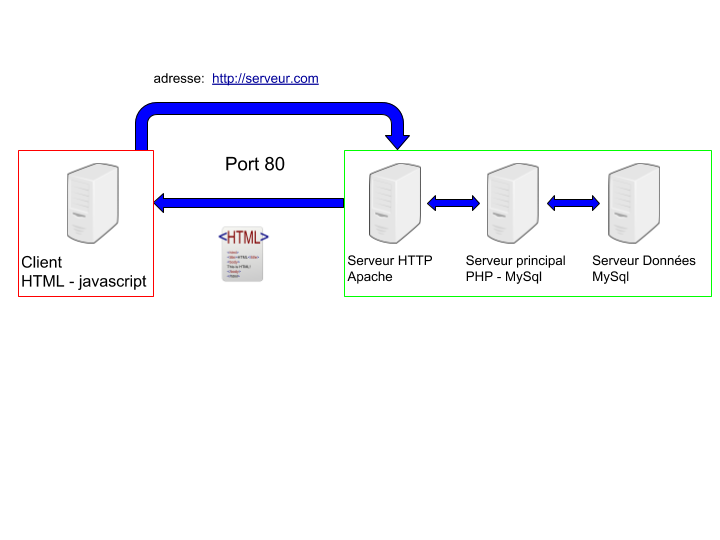 adresse: http://serveur.com
Port 80
<HTML>
Client
HTML - javascript
Serveur HTTP
Apache
Serveur principal
PHP - MySql
Serveur Données
MySql